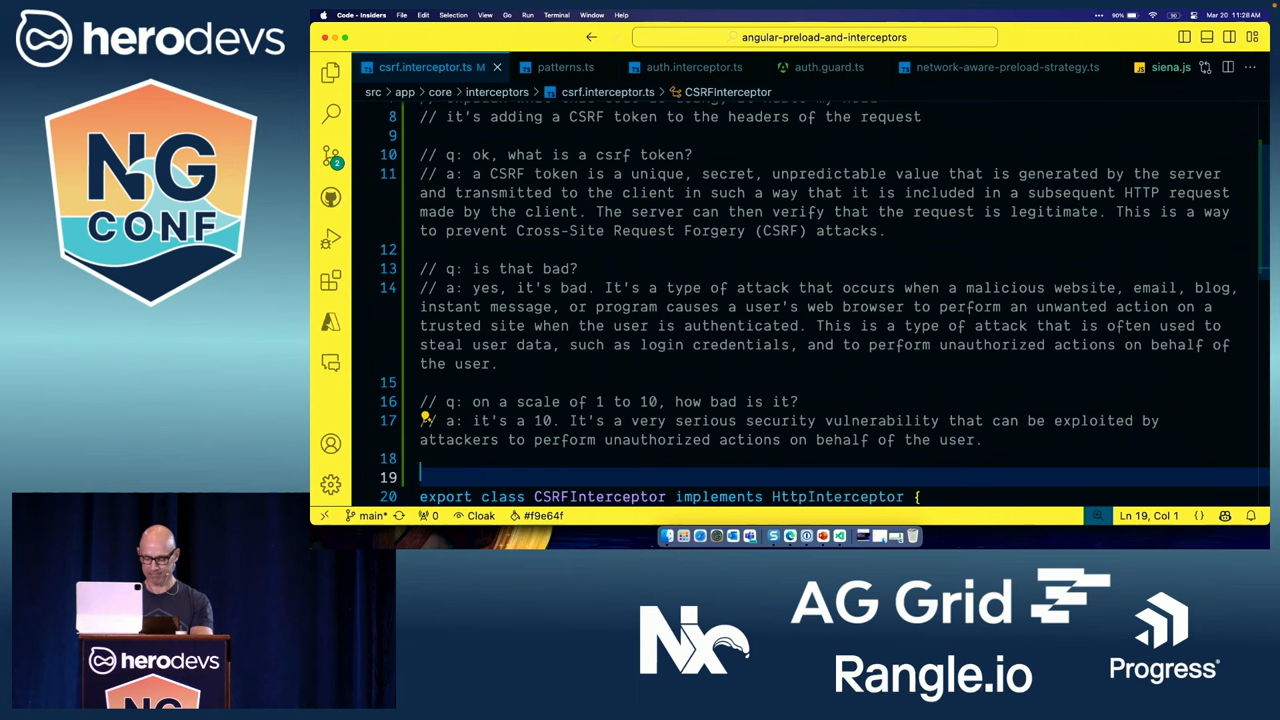 herodevs
NG
CONF
Code - Insiders File Edit Selection View Go Run Terminal Window Help
90% Mar 20 11:28AM
angular-preload-and-interceptors
csrf.interceptor.ts M
patterns.ts
auth.interceptor.ts
auth.guard.ts
network-aware-preload-strategy.ts
siena.js
src > app > core > interceptors > csrf.interceptor.ts > CSRFInterceptor
8 // it's adding a CSRF token to the headers of the request
9
10 // q: ok, what is a csrf token?
11 // a: a CSRF token is a unique, secret, unpredictable value that is generated by the server
and transmitted to the client in such a way that it is included in a subsequent HTTP request
made by the client. The server can then verify that the request is legitimate. This is a way
to prevent Cross-Site Request Forgery (CSRF) attacks.
12
13 // q: is that bad?
14 // a: yes, it's bad. It's a type of attack that occurs when a malicious website, email, blog,
instant message, or program causes a user's web browser to perform an unwanted action on a
trusted site when the user is authenticated. This is a type of attack that is often used to
steal user data, such as login credentials, and to perform unauthorized actions on behalf of
the user.
15
16 // q: on a scale of 1 to 10, how bad is it?
17 // a: it's a 10. It's a very serious security vulnerability that can be exploited by
attackers to perform unauthorized actions on behalf of the user.
18
19
20 export class CSRFInterceptor implements HttpInterceptor {
2
main* 0 Cloak #f9e64f
Ln 19, Col 1 {}
herodevs
NG
Nx
AG Grid
Rangle.io
Progress